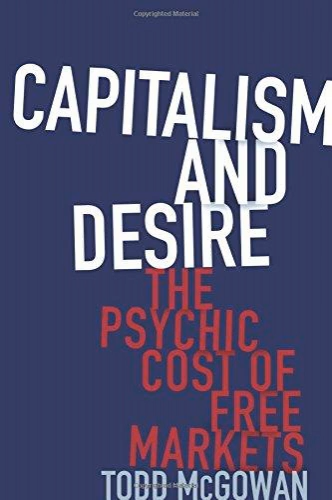 CAPITALISM
AND
DESIRE
THE
PSYCHIC
COST OF
FREE
MARKETS
TODD McGOWAN